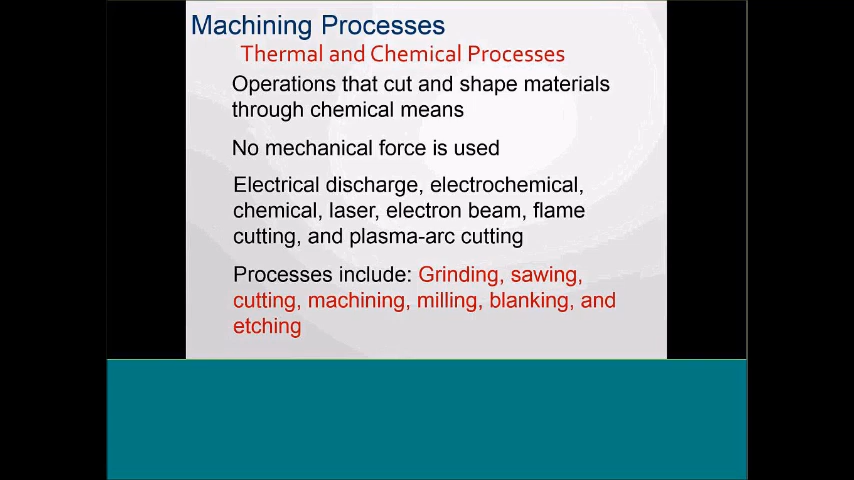 Machining Processes
Thermal and Chemical Processes
Operations that cut and shape materials
through chemical means
No mechanical force is used
Electrical discharge, electrochemical,
chemical, laser, electron beam, flame
cutting, and plasma-arc cutting
Processes include: Grinding, sawing,
cutting, machining, milling, blanking, and
etching